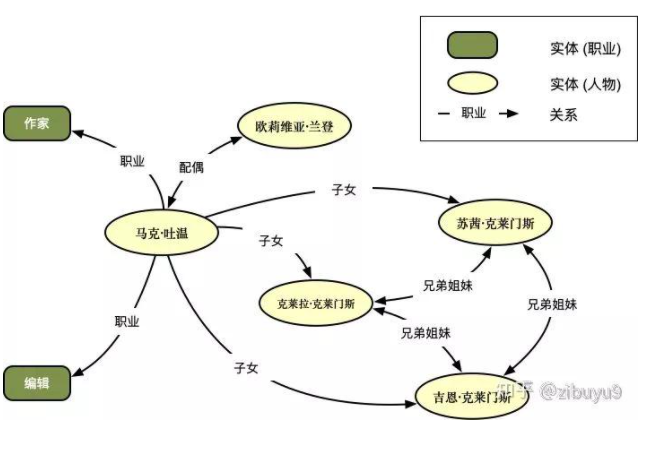 实体 (职业)
实体 (人物)
职业
关系
作家
欧莉维亚·兰登
职业
配偶
子女
苏茜·克莱门斯
马克·吐温
子女
兄弟姐妹
克莱拉·克莱门斯
兄弟姐妹
职业
兄弟姐妹
子女
编辑
吉恩·克莱门斯
知乎 @zibuyu9